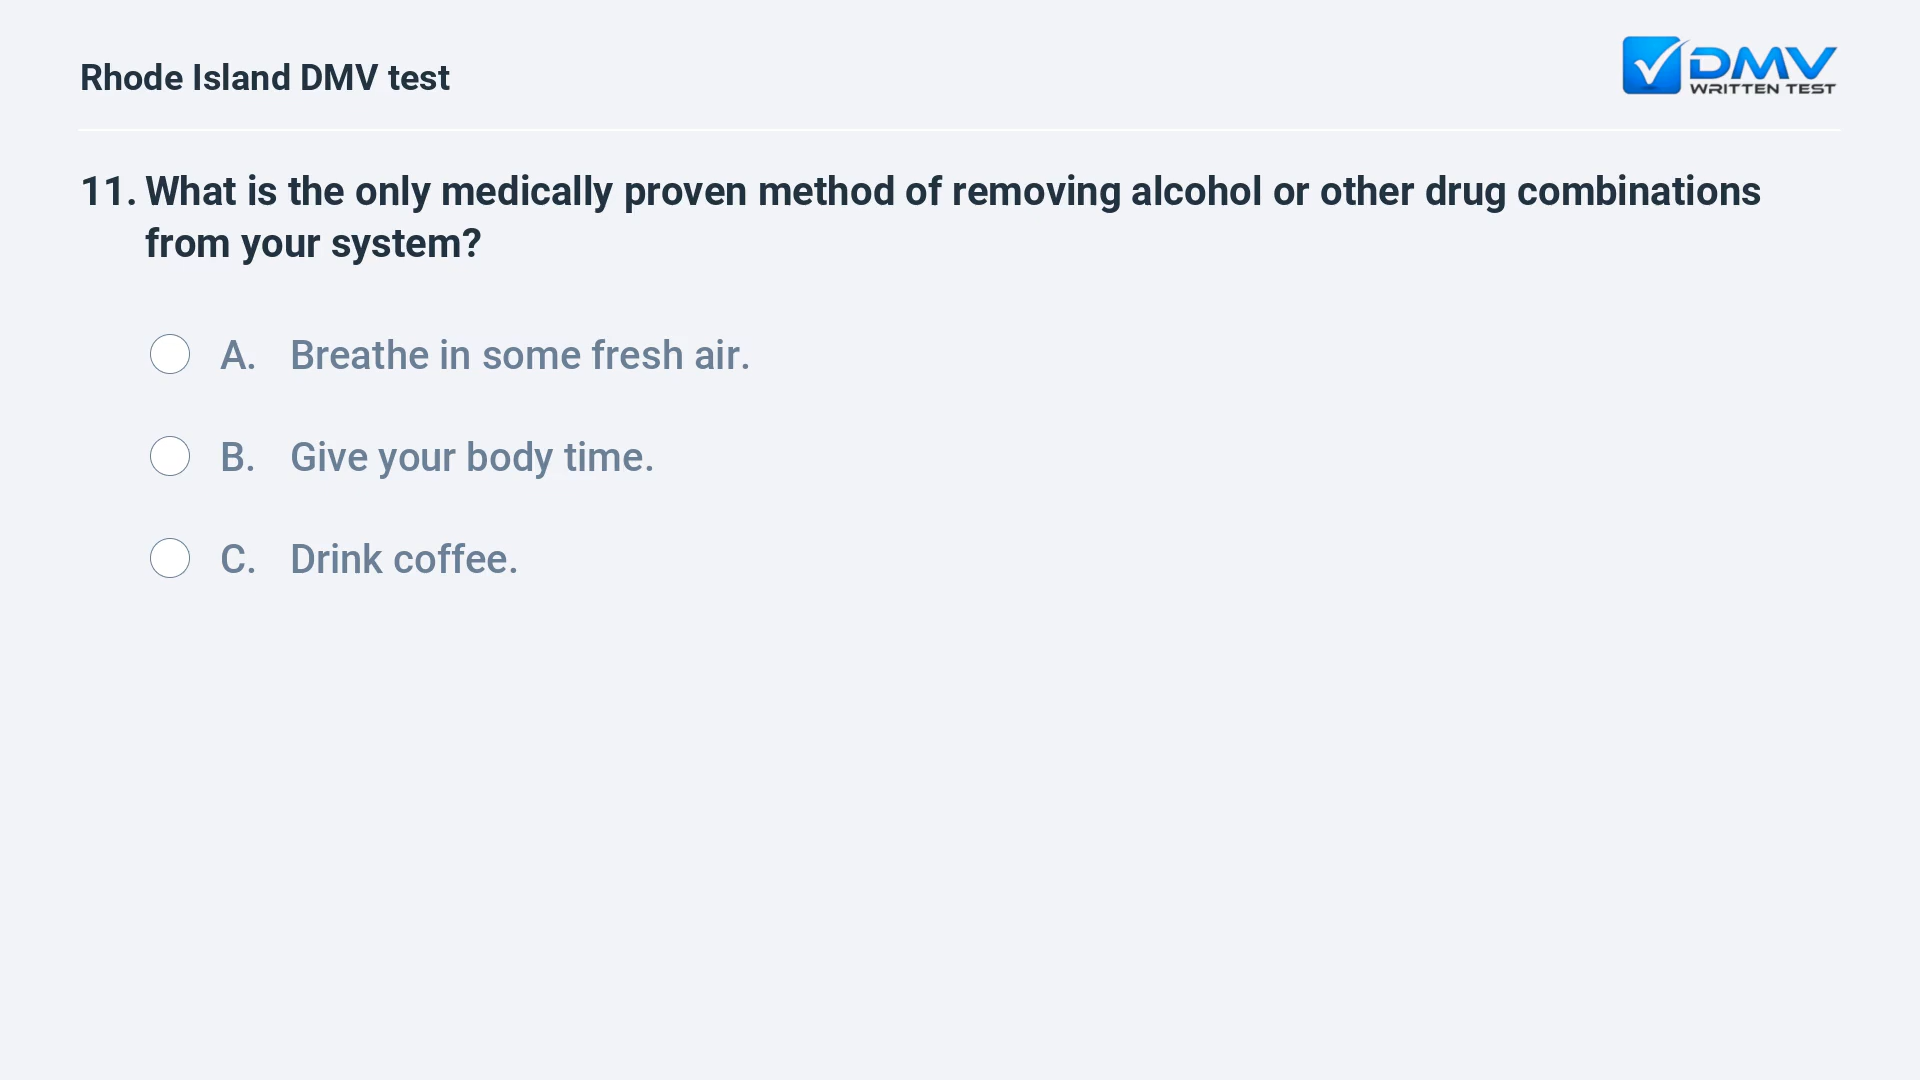 Rhode Island DMV test
DMV
WRITTEN TEST
11. What is the only medically proven method of removing alcohol or other drug combinations
from your system?
A. Breathe in some fresh air.
B. Give your body time.
C. Drink coffee.